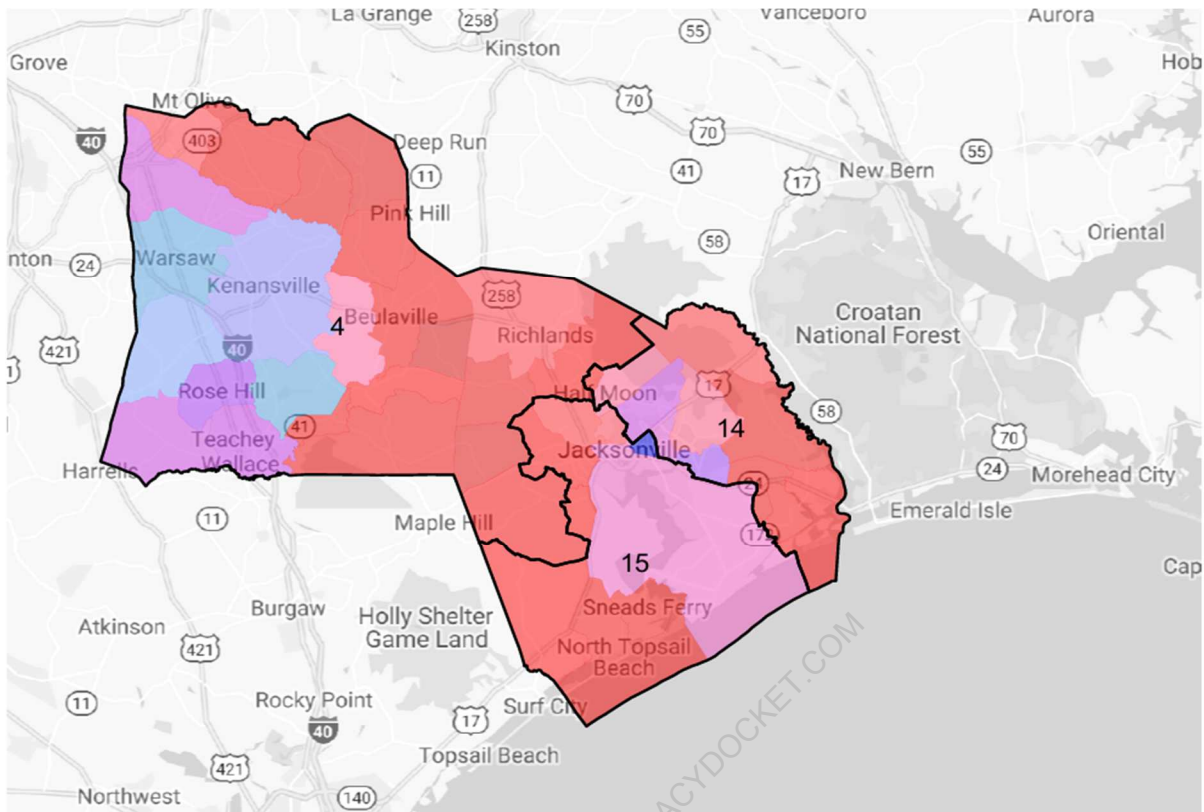 La Grange
258
Vanceboro
Aurora
55
Kinston
Grove
Hob
70
Mt Olive
40
403
Deep Run
70
55
11
41
New Bern
17
Pink Hill
58
Oriental
nton
24
Warsaw
Kenansville
258
Croatan
National Forest
4
Beulaville
Richlands
421
40
Rose Hill
Half Moon
17
58
41
14
70
Teachey
Wallace
Jacksonville
24
Harrells
24
Morehead City
Emerald Isle
11
Maple Hill
172
15
Cap
Burgaw
Holly Shelter
Game Land
Sneads Ferry
Atkinson
421
North Topsail
Beach
11
Rocky Point
Surf City
17
40
Topsail Beach
421
Northwest
140
ACYDOCKET.COM